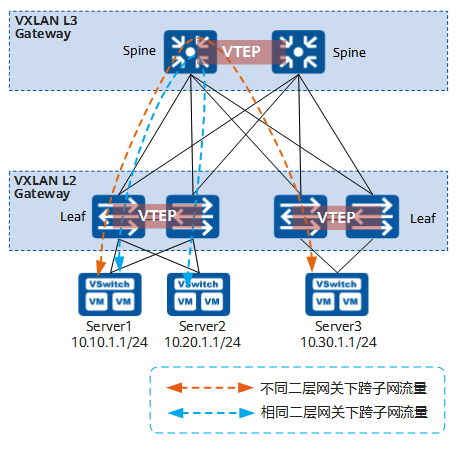 VXLAN L3
Gateway
Spine
VTEP
Spine
VXLAN L2
Gateway
Leaf
VTEP
VTEP
Leaf
VSwitch
VM VM
VSwitch
VM VM
VSwitch
VM VM
Server1
10.10.1.1/24
Server2
10.20.1.1/24
Server3
10.30.1.1/24
不同二层网关下跨子网流量
相同二层网关下跨子网流量